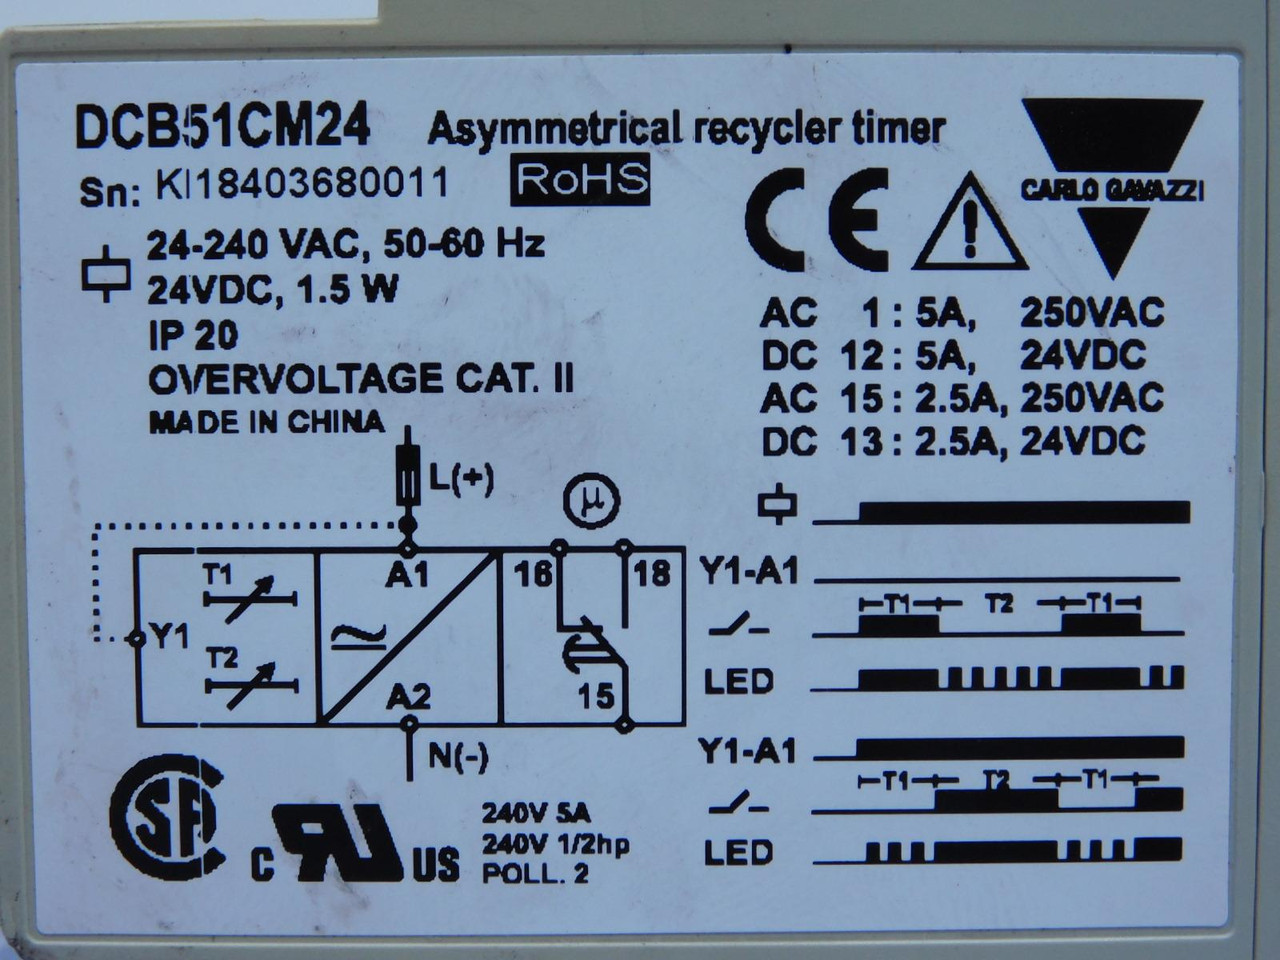 DCB51CM24 Asymmetrical recycler timer
Sn: KI18403680011 RoHS
CE
CARLO GAVAZZI
24-240 VAC, 50-60 Hz
24VDC, 1.5 W
IP 20
OVERVOLTAGE CAT. II
MADE IN CHINA
AC 1 : 5A, 250VAC
DC 12 : 5A, 24VDC
AC 15 : 2.5A, 250VAC
DC 13 : 2.5A, 24VDC
L(+)
µ
T1
A1
16
18
Y1
T2
A2
15
N(-)
Y1-A1
T1 T2 T1
LED
Y1-A1
T1 T2 T1
LED
C US
240V 5A
240V 1/2hp
POLL. 2